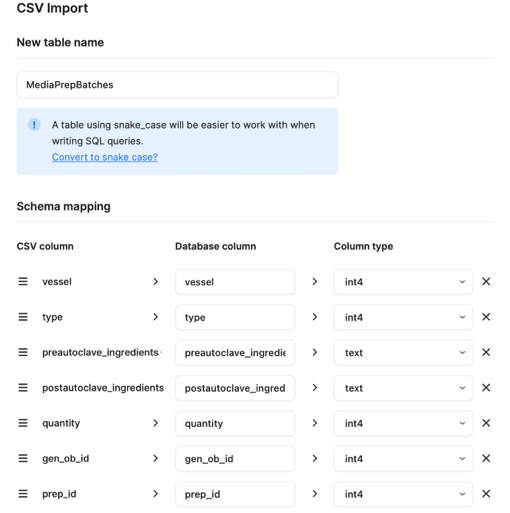 CSV Import
New table name
MediaPrepBatches
! A table using snake_case will be easier to work with when
writing SQL queries.
Convert to snake case?
Schema mapping
CSV column Database column Column type
vessel vessel int4
type type int4
preautoclave_ingredients preautoclave_ingredie text
postautoclave_ingredients postautoclave_ingred text
quantity quantity int4
gen_ob_id gen_ob_id int4
prep_id prep_id int4